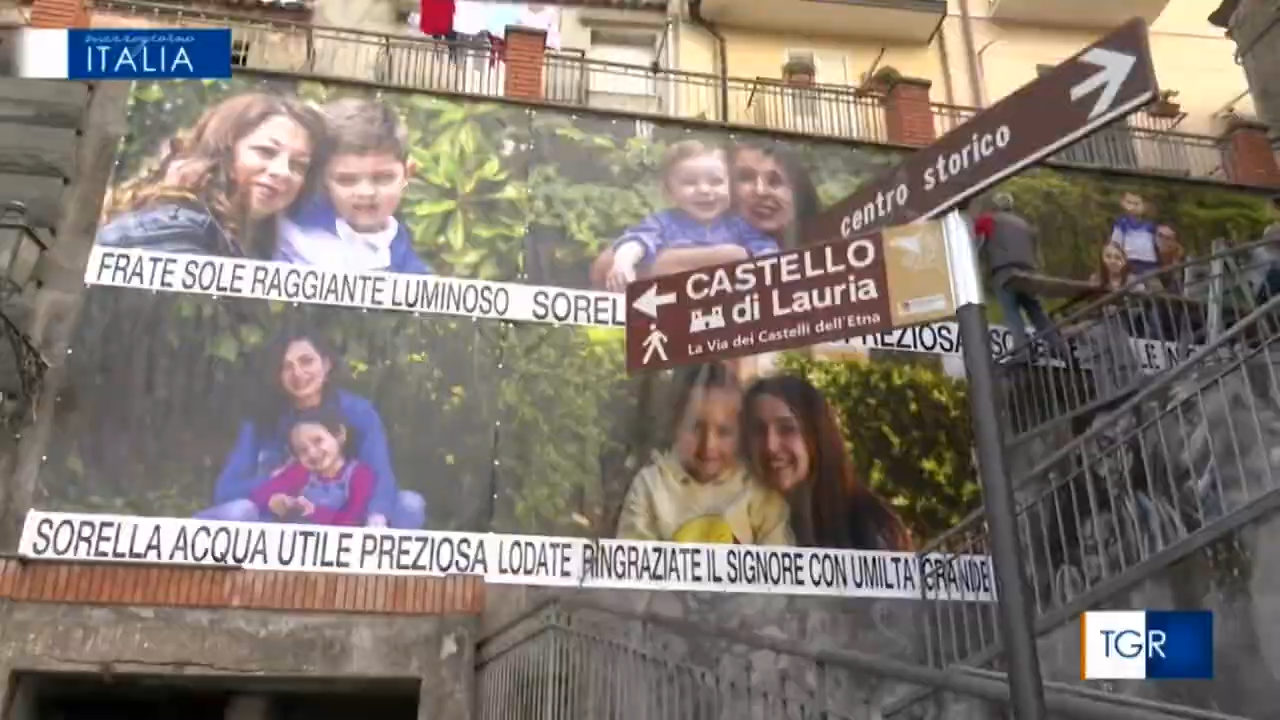 mezzogiorno
ITALIA
centro storico
CASTELLO
di Lauria
La Via dei Castelli dell'Etna
FRATE SOLE RAGGIANTE LUMINOSO SOREL
PREZIOSA
SORELLA ACQUA UTILE PREZIOSA LODATE RINGRAZIATE IL SIGNORE CON UMILTA' GRANDE
TGR